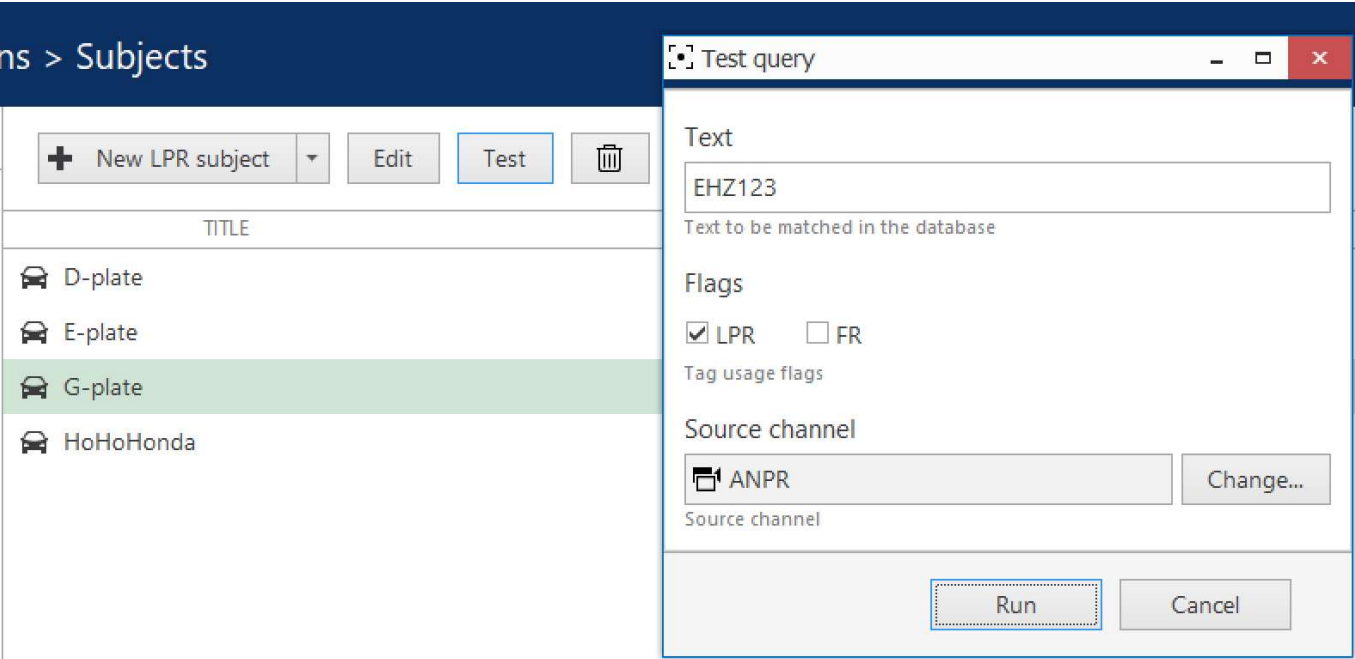 ns > Subjects
New LPR subject
Edit
Test
TITLE
D-plate
E-plate
G-plate
HoHoHonda
Test query
Text
EHZ123
Text to be matched in the database
Flags
LPR
FR
Tag usage flags
Source channel
ANPR
Change...
Source channel
Run
Cancel